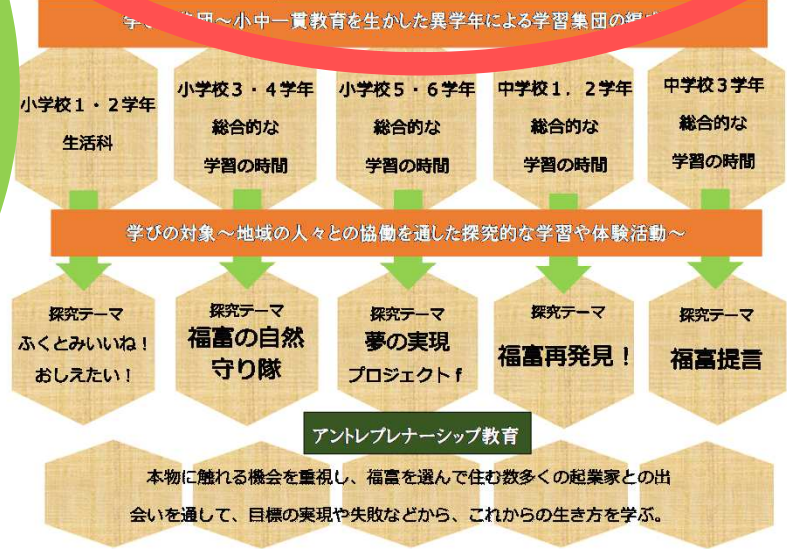 集団～小中一貫教育を生かした異学年による学習集団の編
小学校１・２学年
生活科
小学校３・４学年
総合的な
学習の時間
小学校５・６学年
総合的な
学習の時間
中学校１．２学年
総合的な
学習の時間
中学校３学年
総合的な
学習の時間
学びの対象～地域の人々との協働を通した探究的な学習や体験活動～
探究テーマ
ふくとみいいね！
おしえたい！
探究テーマ
福富の自然
守り隊
探究テーマ
夢の実現
プロジェクトｆ
探究テーマ
福富再発見！
探究テーマ
福富提言
アントレプレナーシップ教育
本物に触れる機会を重視し、福富を選んで住む数多くの起業家との出
会いを通して、目標の実現や失敗などから、これからの生き方を学ぶ。